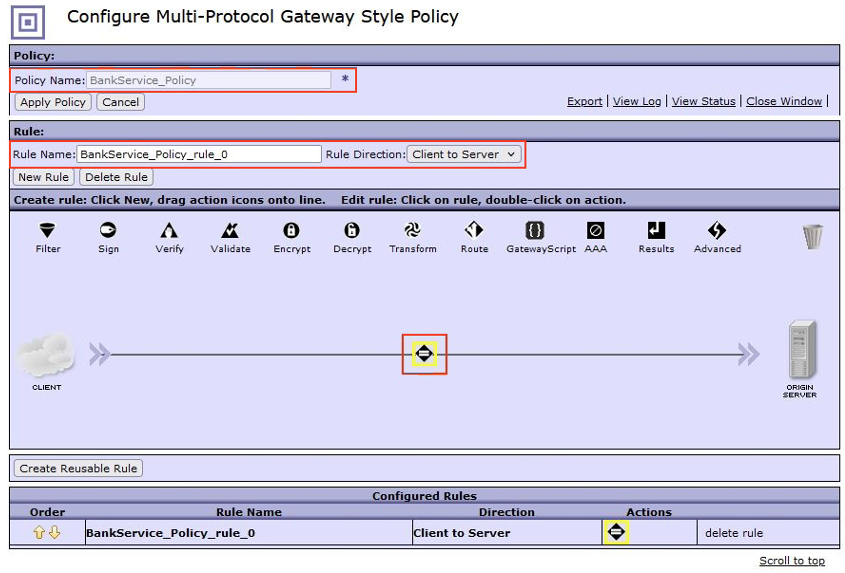 Configure Multi-Protocol Gateway Style Policy
Policy:
Policy Name: BankService_Policy *
Apply Policy Cancel Export | View Log | View Status | Close Window |
Rule:
Rule Name: BankService_Policy_rule_0 Rule Direction: Client to Server
New Rule Delete Rule
Create rule: Click New, drag action icons onto line. Edit rule: Click on rule, double-click on action.
Filter Sign Verify Validate Encrypt Decrypt Transform Route GatewayScript AAA Results Advanced
CLIENT
ORIGIN
SERVER
Create Reusable Rule
Configured Rules
Order Rule Name Direction Actions
BankService_Policy_rule_0 Client to Server delete rule
Scroll to top